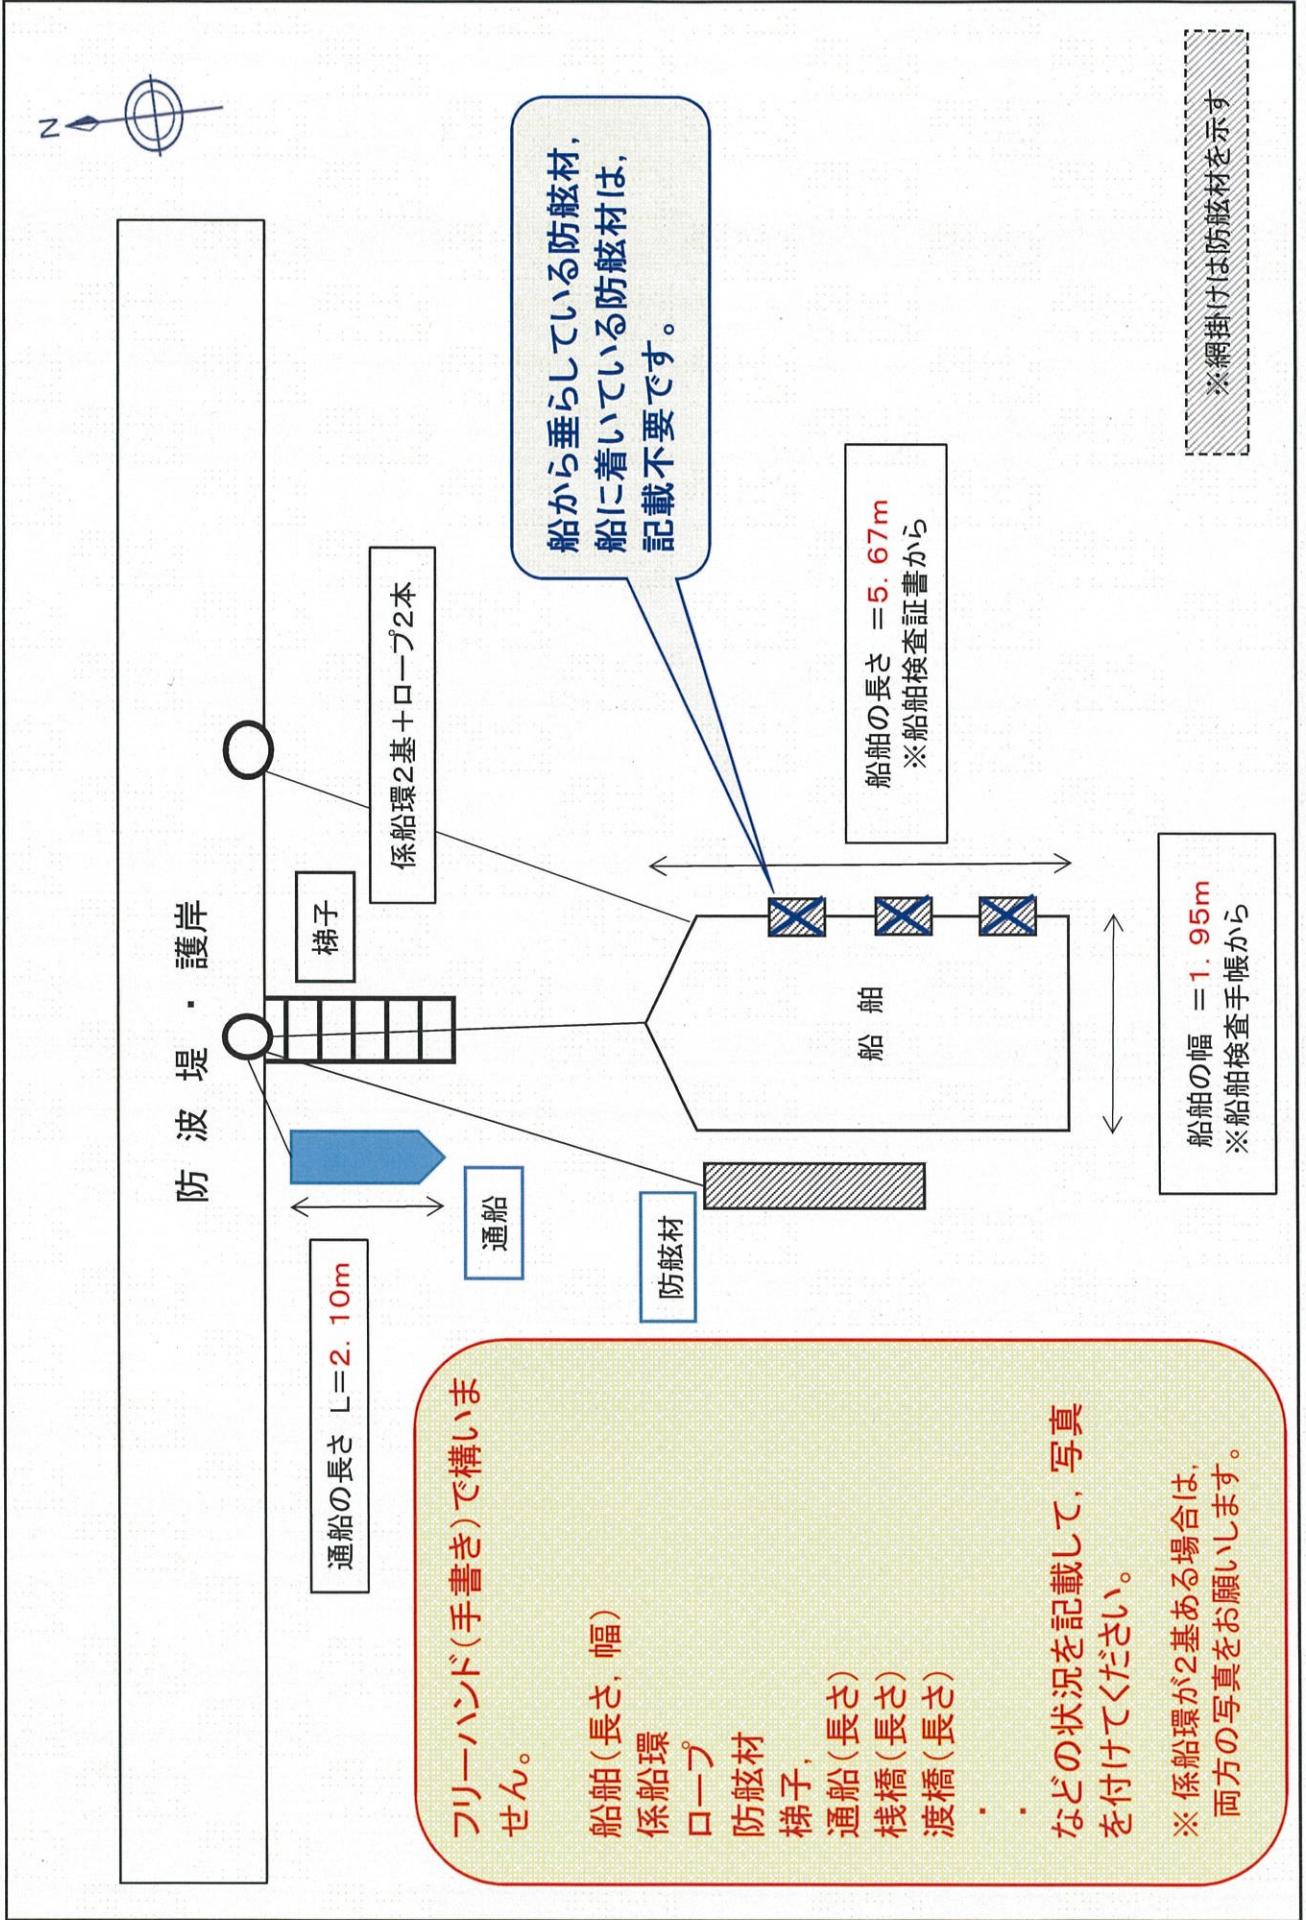 N
防 波 堤 ・ 護岸
梯子
係船環2基＋ロープ2本
通船の長さ L＝2．10m
通船
防舷材
船 舶
船から垂らしている防舷材，
船に着いている防舷材は，
記載不要です。
船舶の長さ ＝5．67m
※船舶検査証書から
船舶の幅 ＝1．95m
※船舶検査手帳から
フリーハンド（手書き）で構いま
せん。
船舶（長さ，幅）
係船環
ロープ
防舷材
梯子，
通船（長さ）
桟橋（長さ）
渡橋（長さ）
・
・
などの状況を記載して，写真
を付けてください。
※ 係船環が2基ある場合は，
両方の写真をお願いします。
※網掛けは防舷材を示す